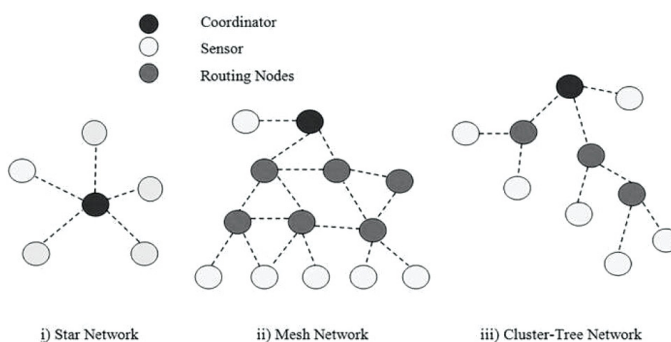 Coordinator
Sensor
Routing Nodes
i) Star Network
ii) Mesh Network
iii) Cluster-Tree Network